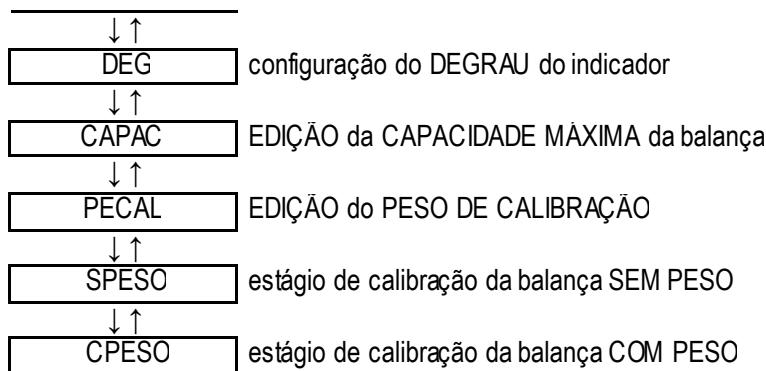 ↓ ↑
DEG configuração do DEGRAU do indicador
↓ ↑
CAPAC EDIÇÃO da CAPACIDADE MÁXIMA da balança
↓ ↑
PECAL EDIÇÃO do PESO DE CALIBRAÇÃO
↓ ↑
SPESO estágio de calibração da balança SEM PESO
↓ ↑
CPESO estágio de calibração da balança COM PESO